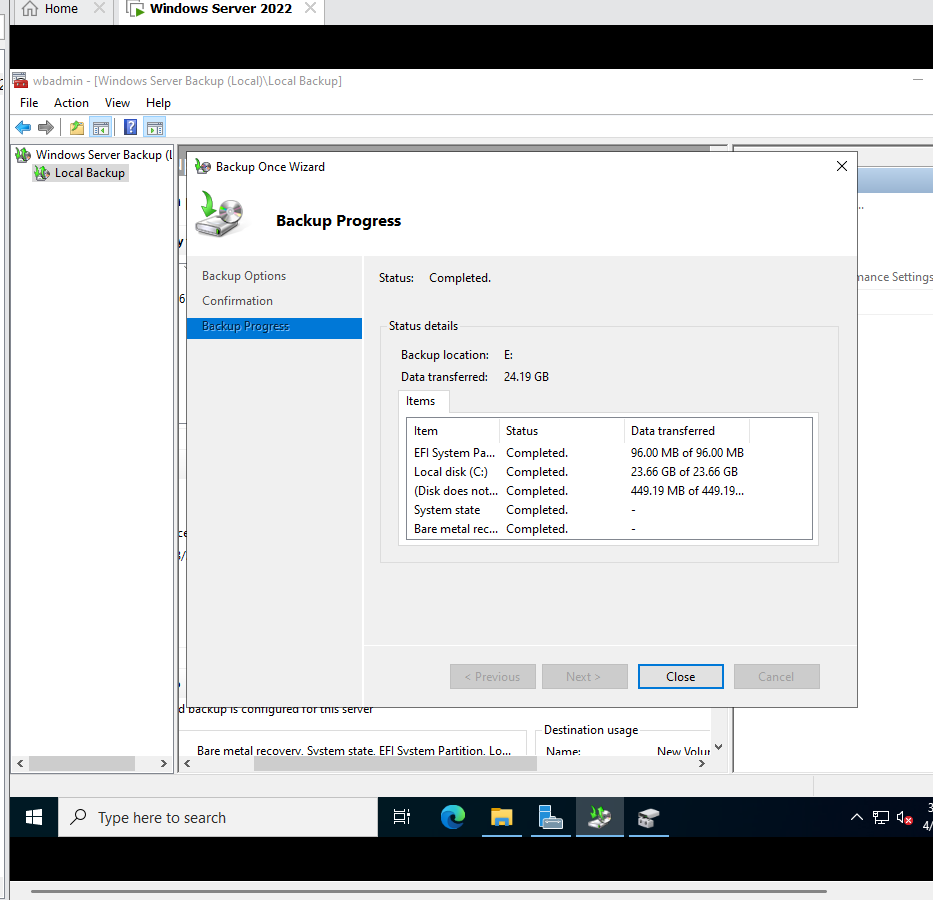 Home
Windows Server 2022
wbadmin - [Windows Server Backup (Local)\Local Backup]
File Action View Help
Windows Server Backup (L
Local Backup
Backup Once Wizard
Backup Progress
Backup Options
Confirmation
Backup Progress
Status: Completed.
Status details
Backup location: E:
Data transferred: 24.19 GB
Items
Item Status Data transferred
EFI System Pa... Completed. 96.00 MB of 96.00 MB
Local disk (C:) Completed. 23.66 GB of 23.66 GB
(Disk does not... Completed. 449.19 MB of 449.19...
System state Completed. -
Bare metal rec... Completed. -
< Previous Next > Close Cancel
mance Settings
d backup is configured for this server
Destination usage
Bare metal recovery, System state, EFI System Partition, Lo...
Name: New Volu
Type here to search
3
4/